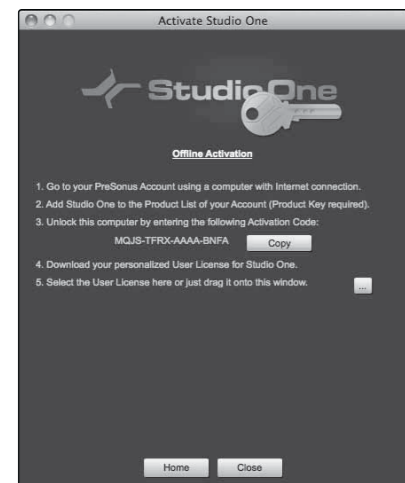 Activate Studio One
Studio One
Offline Activation
1. Go to your PreSonus Account using a computer with Internet connection.
2. Add Studio One to the Product List of your Account (Product Key required).
3. Unlock this computer by entering the following Activation Code:
MQJS-TFRX-AAAA-BNFA Copy
4. Download your personalized User License for Studio One.
5. Select the User License here or just drag it onto this window. ...
Home Close